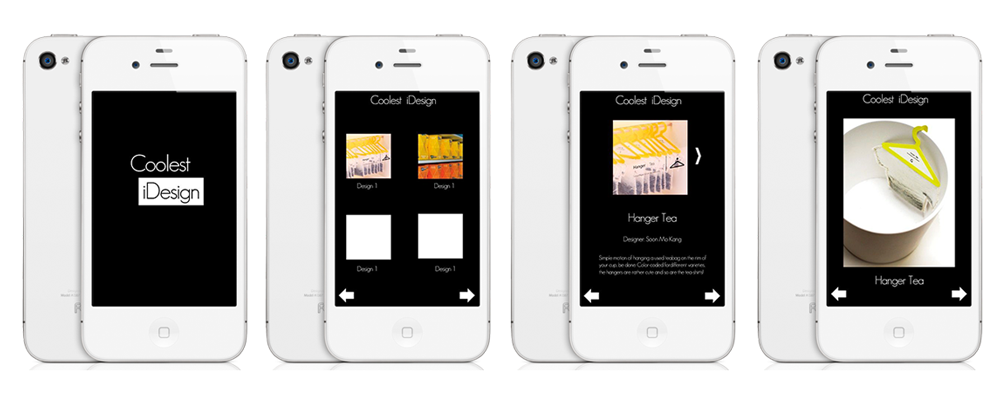 Coolest
iDesign
Coolest iDesign
Design 1
Design 1
Design 1
Design 1
Coolest iDesign
Hanger
Hanger Tea
Designer Soon Mo Kang
Simple motion of hanging a used teabag on the rim of
your cup, be done. Color-coded for different varieties,
the hangers are rather cute and so are the tea-shirts!
Coolest iDesign
Hanger Tea